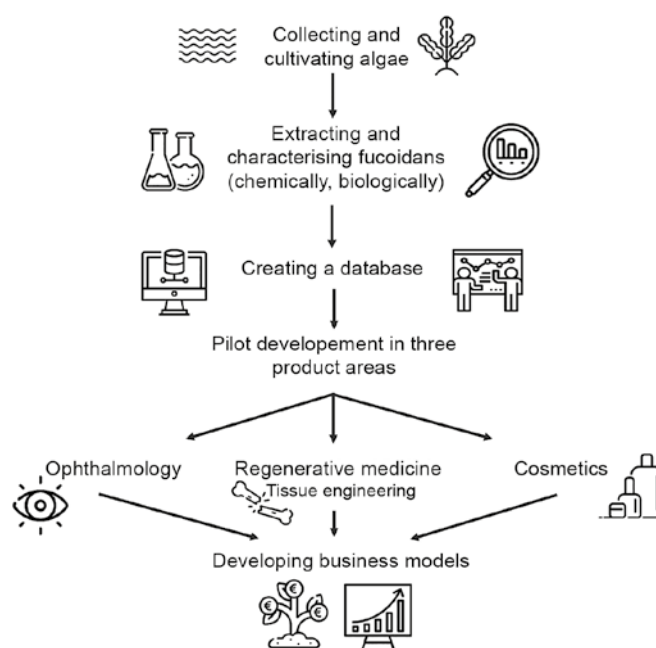 Collecting and
cultivating algae
Extracting and
characterising fucoidans
(chemically, biologically)
Creating a database
Pilot developement in three
product areas
Ophthalmology
Regenerative medicine
Tissue engineering
Cosmetics
Developing business models
€
€
€